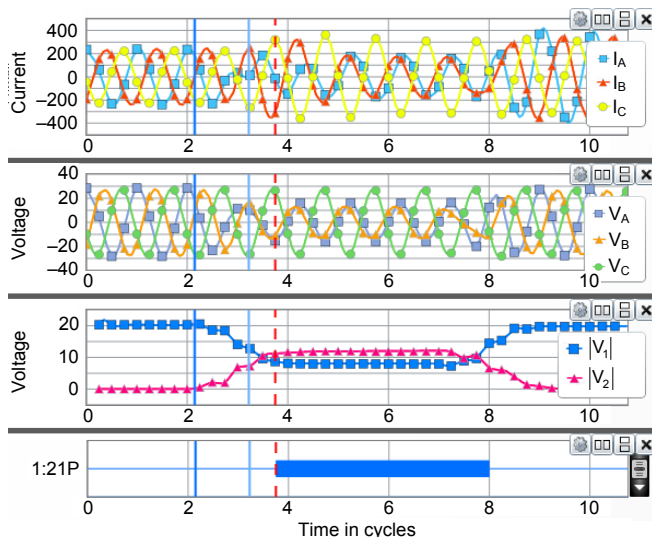 Current
400
200
0
–200
–400
I_A
I_B
I_C
0 2 4 6 8 10
Voltage
40
20
0
–20
–40
V_A
V_B
V_C
0 2 4 6 8 10
Voltage
20
10
0
|V_1|
|V_2|
0 2 4 6 8 10
1:21P
0 2 4 6 8 10
Time in cycles